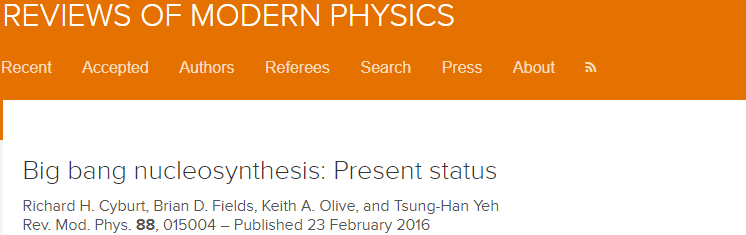 REVIEWS OF MODERN PHYSICS
Recent Accepted Authors Referees Search Press About
Big bang nucleosynthesis: Present status
Richard H. Cyburt, Brian D. Fields, Keith A. Olive, and Tsung-Han Yeh
Rev. Mod. Phys. 88, 015004 – Published 23 February 2016